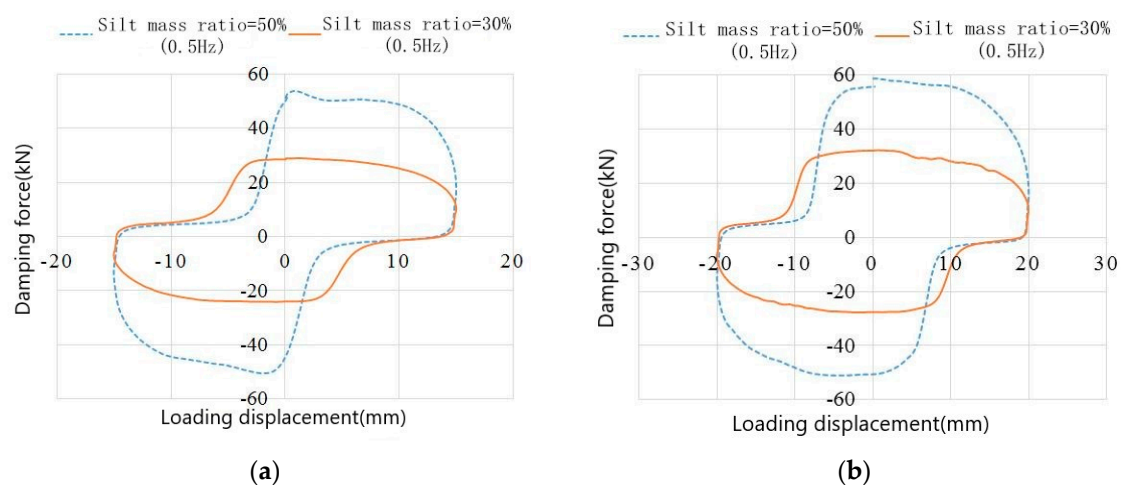 Silt mass ratio=50% Silt mass ratio=30%
(0.5Hz) (0.5Hz)
60
40
20
0
-20 -10 0 10 20
-20
-40
-60
Damping force(kN)
Loading displacement(mm)
(a)
Silt mass ratio=50% Silt mass ratio=30%
(0.5Hz) (0.5Hz)
60
40
20
0
-30 -20 -10 0 10 20 30
-20
-40
-60
Damping force(kN)
Loading displacement(mm)
(b)